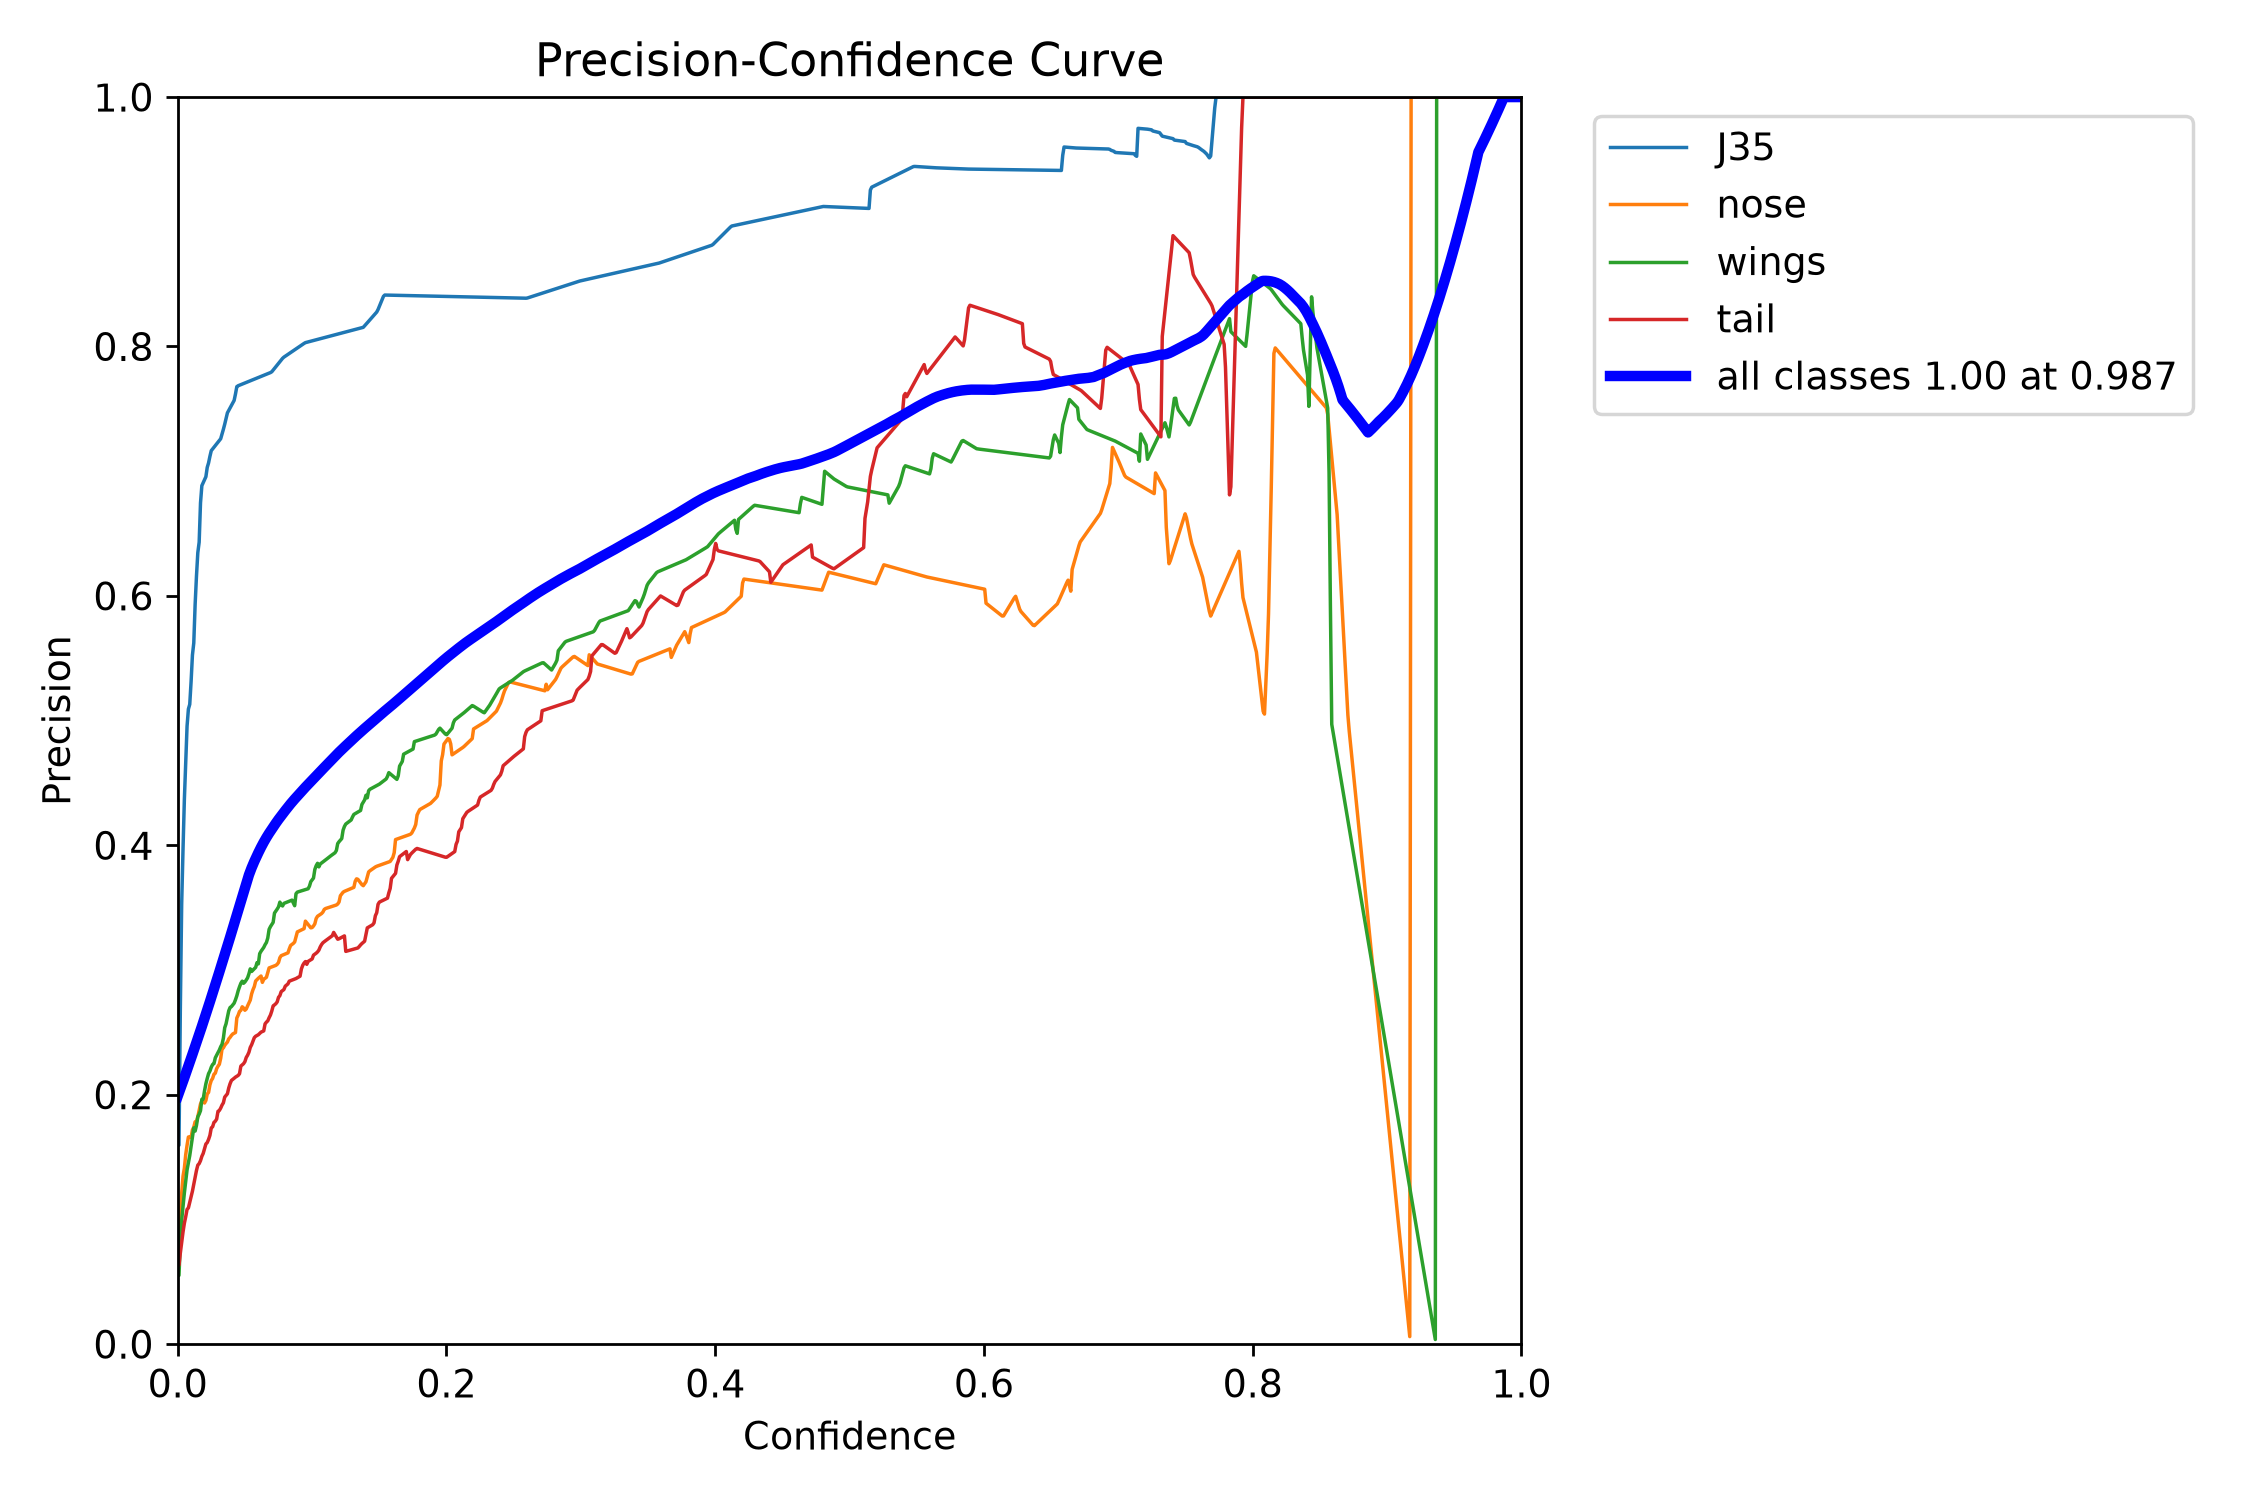 Precision-Confidence Curve
1.0
0.8
0.6
0.4
0.2
0.0
Precision
0.0 0.2 0.4 0.6 0.8 1.0
Confidence
J35
nose
wings
tail
all classes 1.00 at 0.987